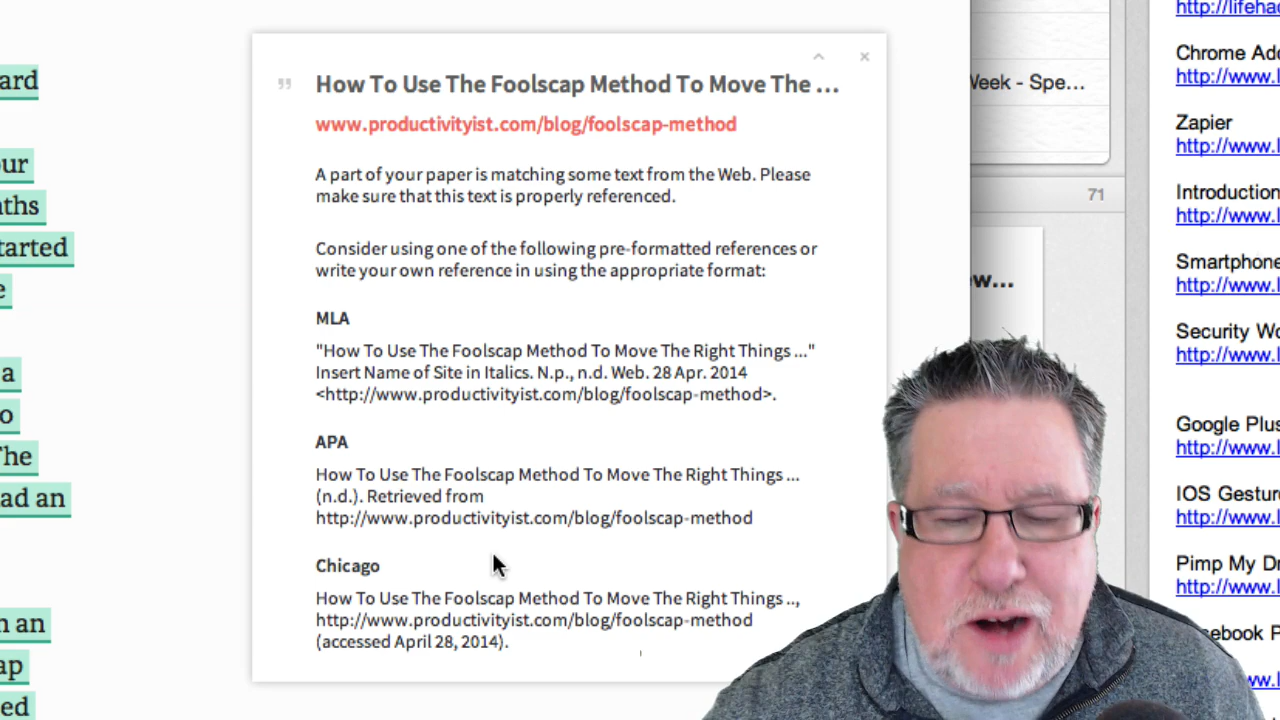 ard
our
nths
started
e
a
o
The
ad an
n an
ap
ed
"
How To Use The Foolscap Method To Move The ...
www.productivityist.com/blog/foolscap-method
A part of your paper is matching some text from the Web. Please
make sure that this text is properly referenced.
Consider using one of the following pre-formatted references or
write your own reference in using the appropriate format:
MLA
"How To Use The Foolscap Method To Move The Right Things ..."
Insert Name of Site in Italics. N.p., n.d. Web. 28 Apr. 2014
<http://www.productivityist.com/blog/foolscap-method>.
APA
How To Use The Foolscap Method To Move The Right Things ...
(n.d.). Retrieved from
http://www.productivityist.com/blog/foolscap-method
Chicago
How To Use The Foolscap Method To Move The Right Things ..,
http://www.productivityist.com/blog/foolscap-method
(accessed April 28, 2014).
Week - Spe...
71
ew...
http://lifeha
Chrome Add
http://www.l
Zapier
http://www.l
Introduction
http://www.l
Smartphone
http://www.l
Security Wo
http://www.l
Google Plus
http://www.l
IOS Gesture
http://www.l
Pimp My Dr
http://www.l
ebook P
ww.l